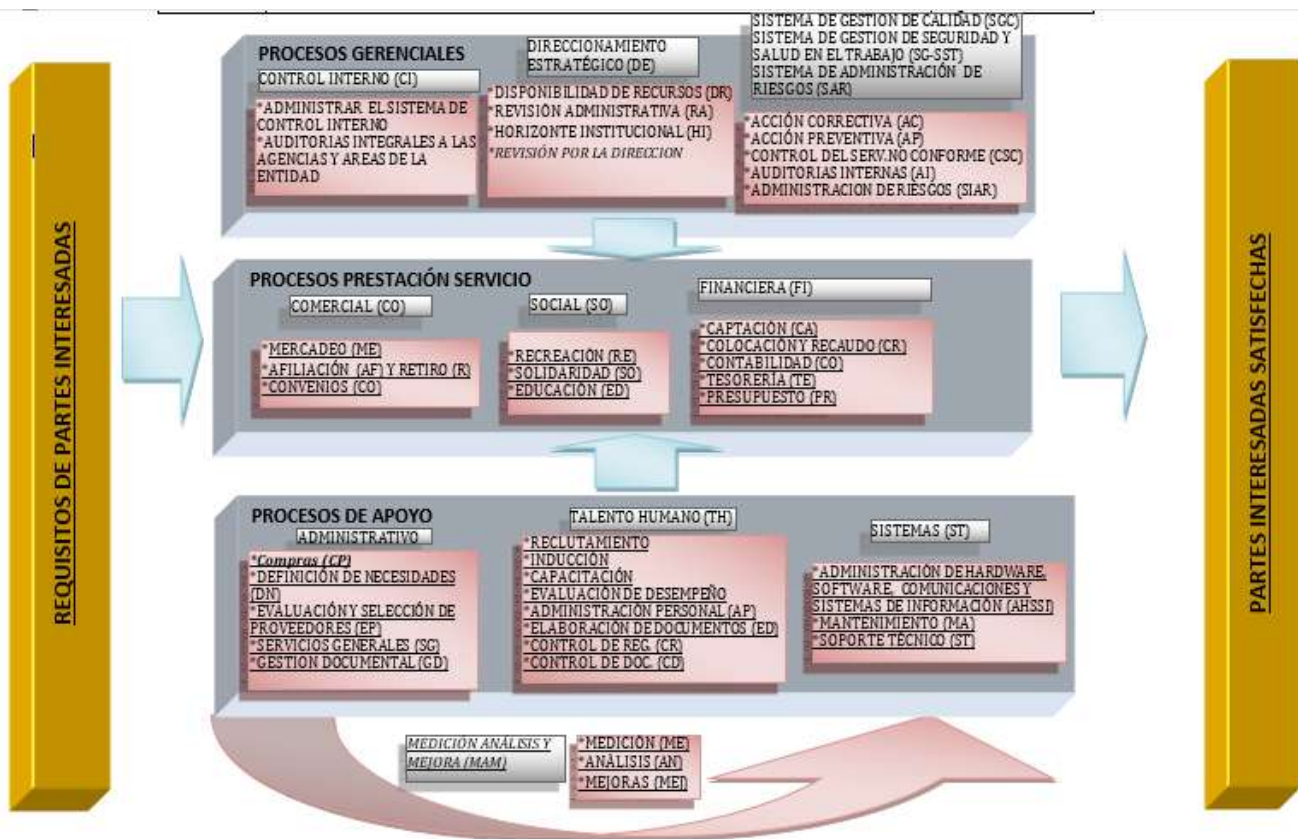 REQUISITOS DE PARTES INTERESADAS
PROCESOS GERENCIALES
CONTROL INTERNO (CI)
*ADMINISTRAR EL SISTEMA DE
CONTROL INTERNO
*AUDITORIAS INTEGRALES A LAS
AGENCIAS Y AREAS DE LA
ENTIDAD
DIRECCIONAMIENTO
ESTRATÉGICO (DE)
*DISPONIBILIDAD DE RECURSOS (DR)
*REVISIÓN ADMINISTRATIVA (RA)
*HORIZONTE INSTITUCIONAL (HI)
*REVISIÓN POR LA DIRECCION
SISTEMA DE GESTION DE CALIDAD (SGC)
SISTEMA DE GESTION DE SEGURIDAD Y
SALUD EN EL TRABAJO (SG-SST)
SISTEMA DE ADMINISTRACIÓN DE
RIESGOS (SAR)
*ACCIÓN CORRECTIVA (AC)
*ACCIÓN PREVENTIVA (AP)
*CONTROL DEL SERV.NO CONFORME (CSC)
*AUDITORIAS INTERNAS (AI)
*ADMINISTRACION DE RIESGOS (SIAR)
PROCESOS PRESTACIÓN SERVICIO
COMERCIAL (CO)
*MERCADEO (ME)
*AFILIACIÓN (AF) Y RETIRO (R)
*CONVENIOS (CO)
SOCIAL (SO)
*RECREACIÓN (RE)
*SOLIDARIDAD (SO)
*EDUCACIÓN (ED)
FINANCIERA (FI)
*CAPTACIÓN (CA)
*COLOCACIÓN Y RECAUDO (CR)
*CONTABILIDAD (CO)
*TESORERÍA (TE)
*PRESUPUESTO (PR)
PROCESOS DE APOYO
ADMINISTRATIVO
*Compras (CP)
*DEFINICIÓN DE NECESIDADES
(DN)
*EVALUACIÓN Y SELECCIÓN DE
PROVEEDORES (EP)
*SERVICIOS GENERALES (SG)
*GESTION DOCUMENTAL (GD)
TALENTO HUMANO (TH)
*RECLUTAMIENTO
*INDUCCIÓN
*CAPACITACIÓN
*EVALUACIÓN DE DESEMPEÑO
*ADMINISTRACIÓN PERSONAL (AP)
*ELABORACIÓN DE DOCUMENTOS (ED)
*CONTROL DE REG. (CR)
*CONTROL DE DOC. (CD)
SISTEMAS (ST)
*ADMINISTRACIÓN DE HARDWARE,
SOFTWARE, COMUNICACIONES Y
SISTEMAS DE INFORMACIÓN (AHSSI)
*MANTENIMIENTO (MA)
*SOPORTE TÉCNICO (ST)
MEDICIÓN ANÁLISIS Y
MEJORA (MAM)
*MEDICIÓN (ME)
*ANÁLISIS (AN)
*MEJORAS (MEJ)
PARTES INTERESADAS SATISFECHAS